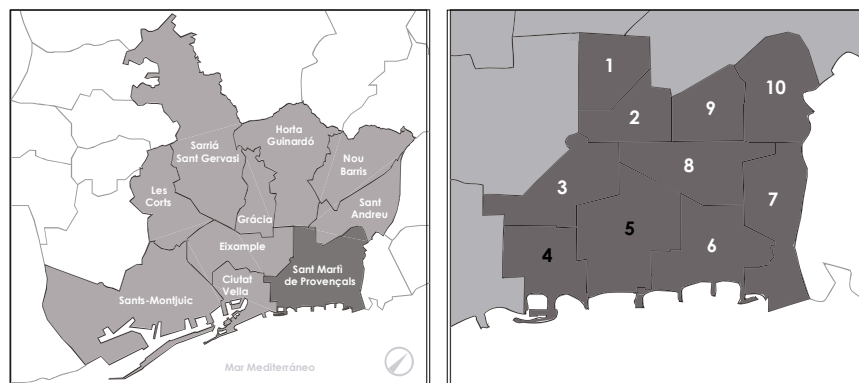 Sarriá
Sant Gervasi
Horta
Guinardó
Nou
Barris
Les
Corts
Grácia
Sant
Andreu
Eixample
Sant Martí
de Provençals
Ciutat
Vella
Sants-Montjuic
Mar Mediterráneo
1
2
3
4
5
6
7
8
9
10